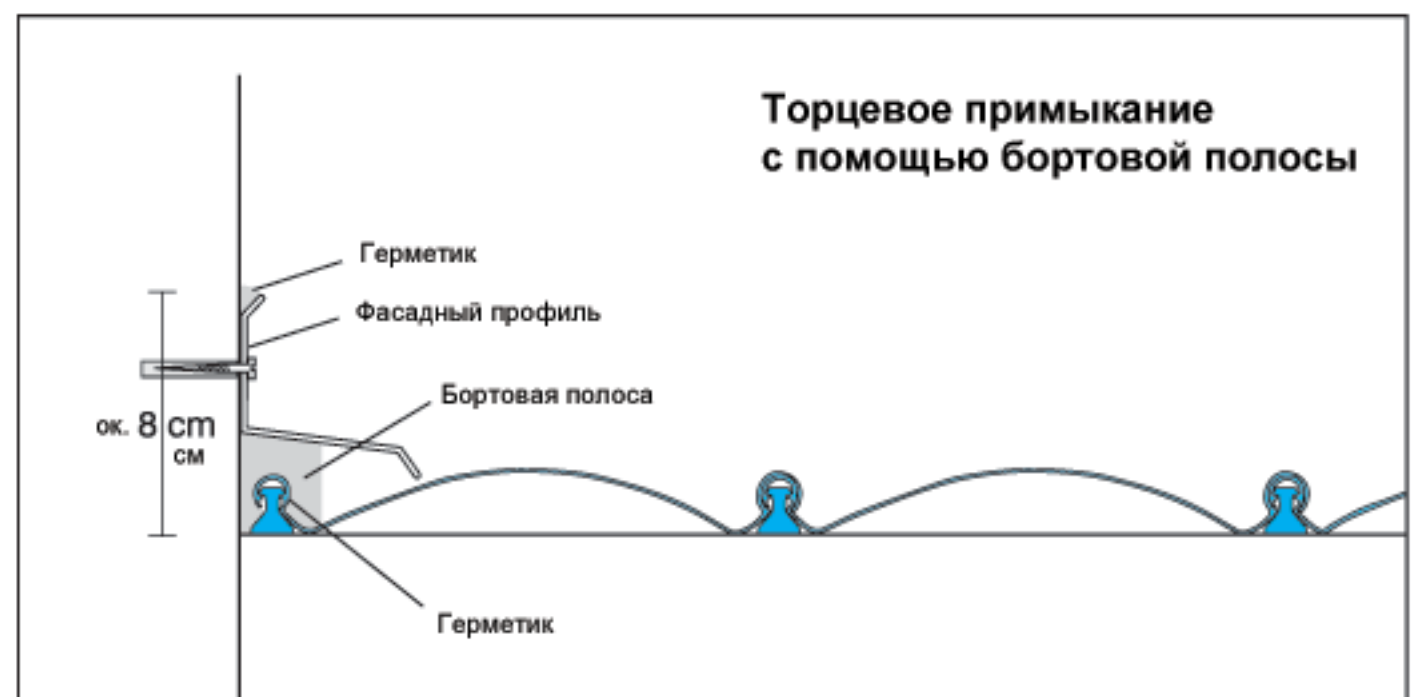 Торцевое примыкание
с помощью бортовой полосы
Герметик
Фасадный профиль
Бортовая полоса
ок. 8 cm
см
Герметик